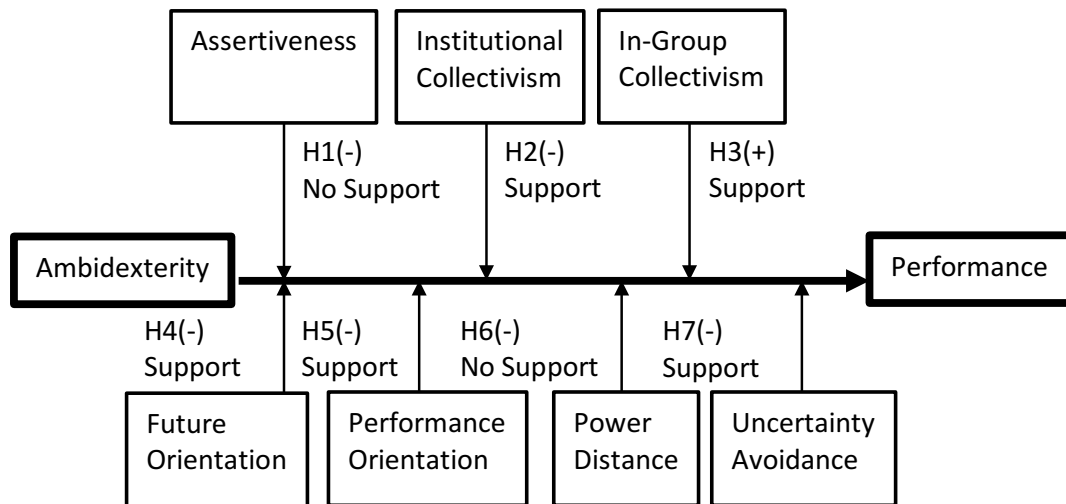 Assertiveness
Institutional
Collectivism
In-Group
Collectivism
H1(-)
No Support
H2(-)
Support
H3(+)
Support
Ambidexterity
Performance
H4(-)
Support
H5(-)
Support
H6(-)
No Support
H7(-)
Support
Future
Orientation
Performance
Orientation
Power
Distance
Uncertainty
Avoidance